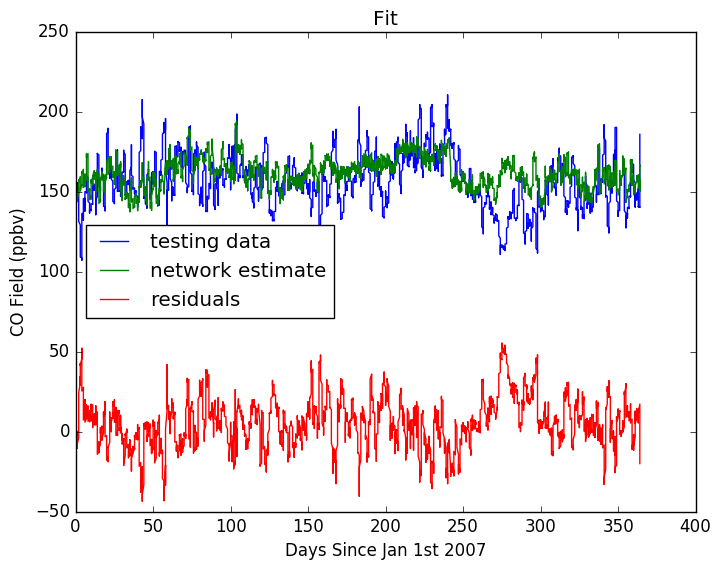 Fit
250
200
150
100
50
0
−50
CO Field (ppbv)
testing data
network estimate
residuals
0 50 100 150 200 250 300 350 400
Days Since Jan 1st 2007